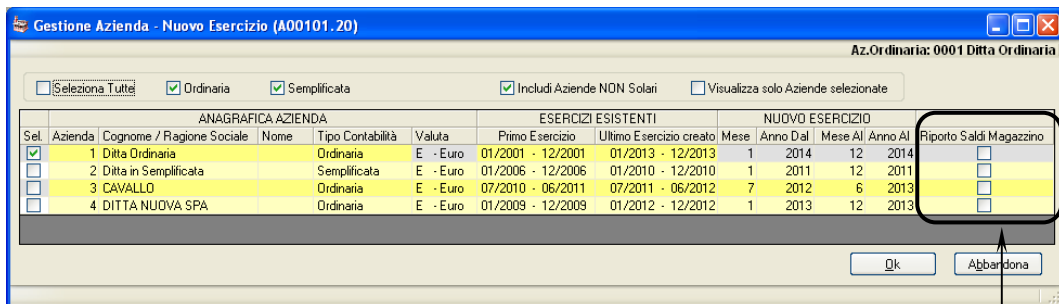 Gestione Azienda - Nuovo Esercizio (A00101.20)
Az.Ordinaria: 0001 Ditta Ordinaria
Seleziona Tutte Ordinaria Semplificata Includi Aziende NON Solari Visualizza solo Aziende selezionate
ANAGRAFICA AZIENDA ESERCIZI ESISTENTI NUOVO ESERCIZIO
Sel. Azienda Cognome / Ragione Sociale Nome Tipo Contabilità Valuta Primo Esercizio Ultimo Esercizio creato Mese Anno Dal Mese Al Anno Al Riporto Saldi Magazzino
1 Ditta Ordinaria Ordinaria E - Euro 01/2001 - 12/2001 01/2013 - 12/2013 1 2014 12 2014
2 Ditta in Semplificata Semplificata E - Euro 01/2006 - 12/2006 01/2010 - 12/2010 1 2011 12 2011
3 CAVALLO Ordinaria E - Euro 07/2010 - 06/2011 07/2011 - 06/2012 7 2012 6 2013
4 DITTA NUOVA SPA Ordinaria E - Euro 01/2009 - 12/2009 01/2012 - 12/2012 1 2013 12 2013
Ok Abbandona